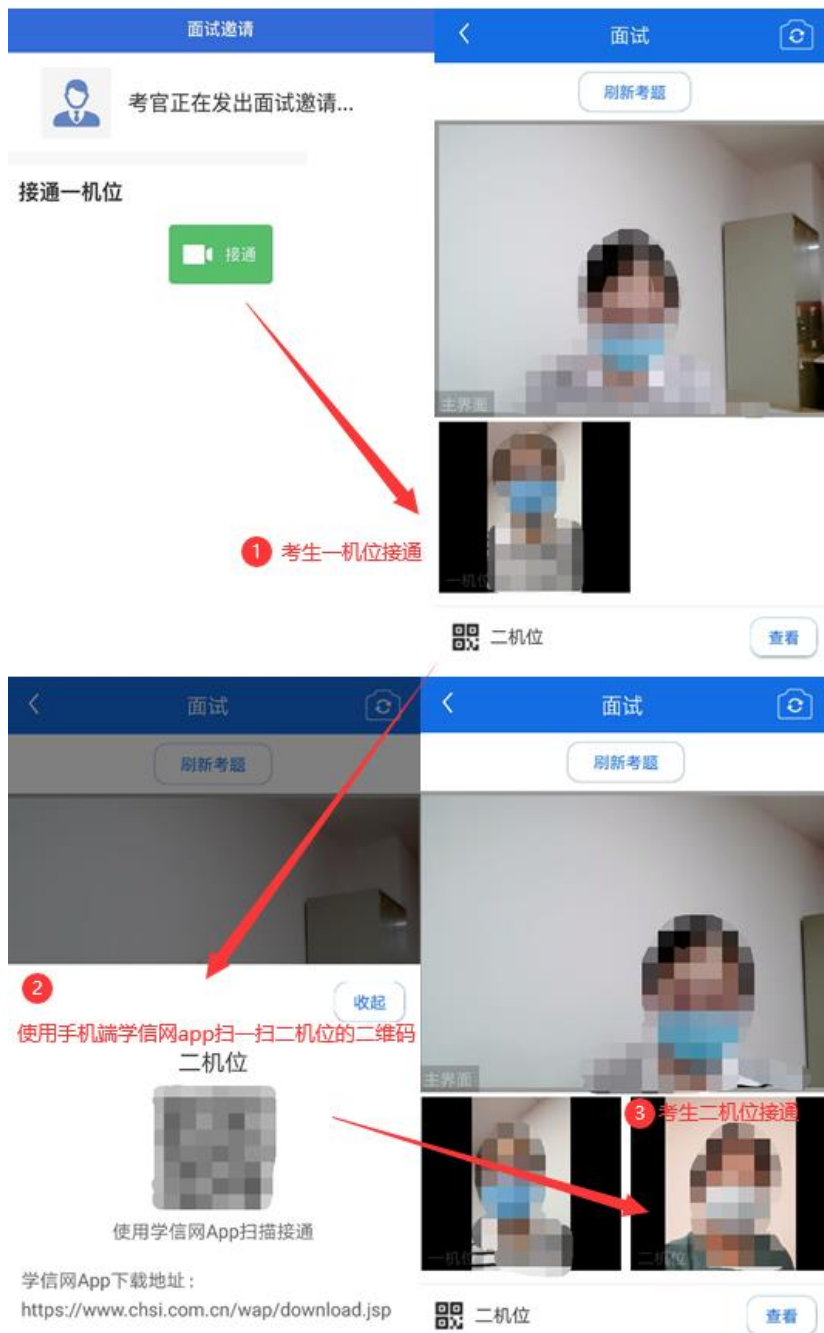 面试邀请
考官正在发出面试邀请...
接通一机位
接通
1 考生一机位接通
面试
刷新考题
主界面
一机位
二机位
查看
面试
刷新考题
2
收起
使用手机端学信网app扫一扫二机位的二维码
二机位
使用学信网App扫描接通
学信网App下载地址:
https://www.chsi.com.cn/wap/download.jsp
面试
刷新考题
主界面
3 考生二机位接通
一机位
二机位
二机位
查看